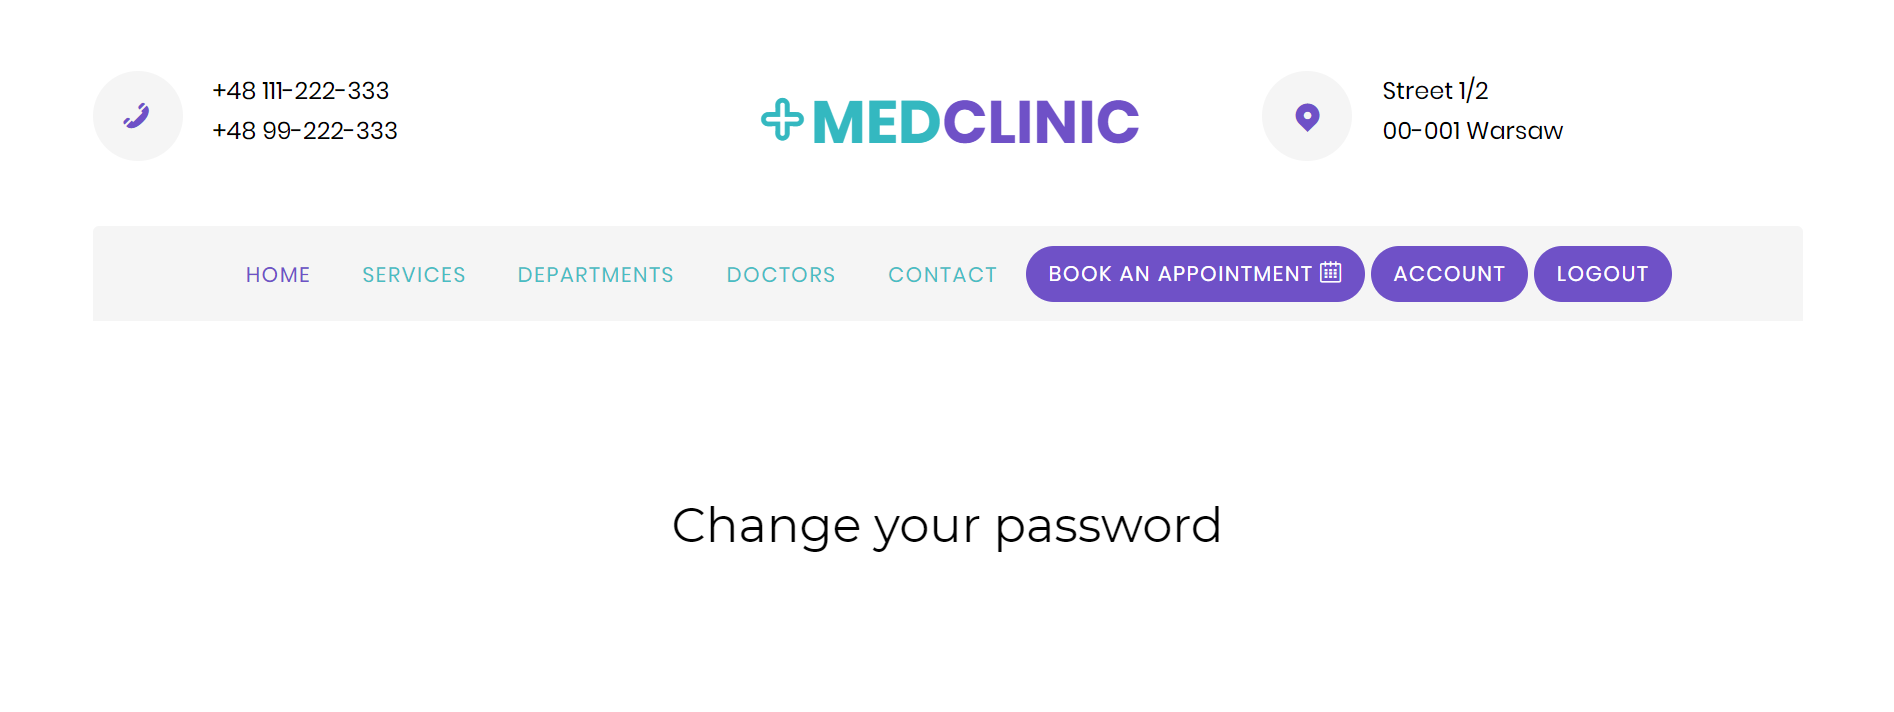 +48 111-222-333
+48 99-222-333
MEDCLINIC
Street 1/2
00-001 Warsaw
HOME SERVICES DEPARTMENTS DOCTORS CONTACT BOOK AN APPOINTMENT ACCOUNT LOGOUT
Change your password